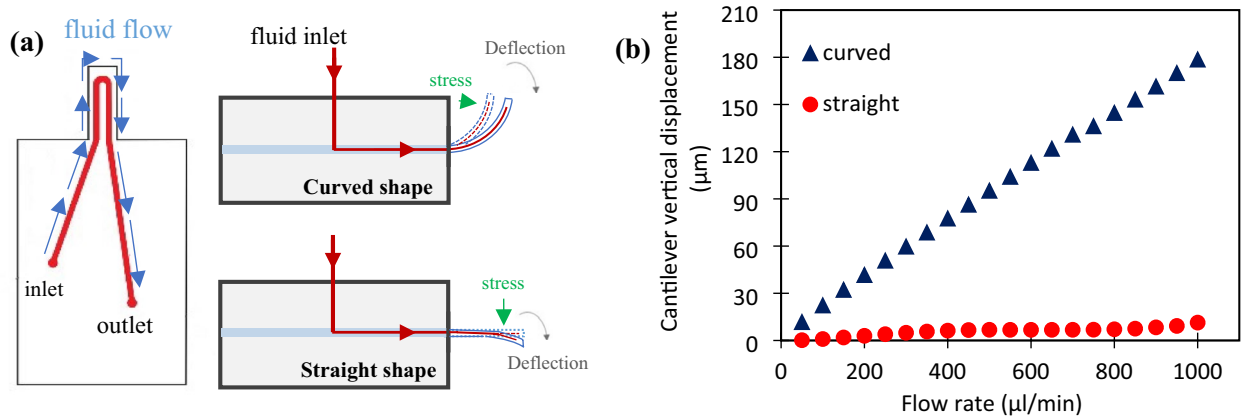 (a)
fluid flow
inlet
outlet
fluid inlet
Deflection
stress
Curved shape
stress
Deflection
Straight shape
(b)
Cantilever vertical displacement
(µm)
210
180
150
120
90
60
30
0
curved
straight
0 200 400 600 800 1000
Flow rate (µl/min)